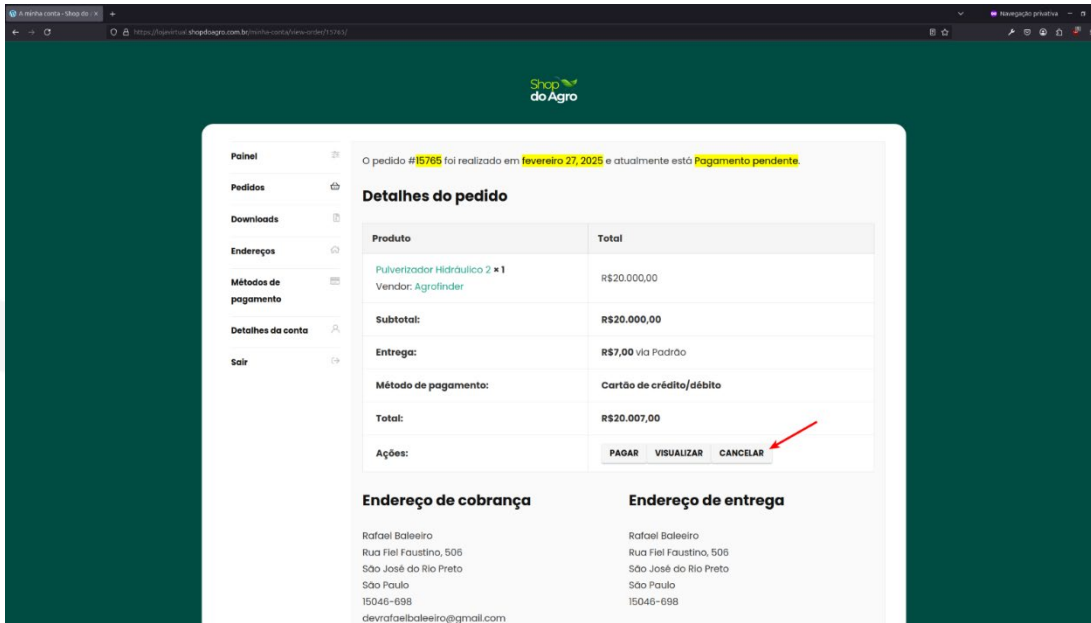 A minha conta - Shop do
Navegação privativa
https://lojavirtual.shopdoagro.com.br/minha-conta/view-order/15765/
Shop
do Agro
Painel
Pedidos
Downloads
Endereços
Métodos de
pagamento
Detalhes da conta
Sair
O pedido #15765 foi realizado em fevereiro 27, 2025 e atualmente está Pagamento pendente.
Detalhes do pedido
Produto Total
Pulverizador Hidráulico 2 × 1 R$20.000,00
Vendor: Agrofinder
Subtotal: R$20.000,00
Entrega: R$7,00 via Padrão
Método de pagamento: Cartão de crédito/débito
Total: R$20.007,00
Ações: PAGAR VISUALIZAR CANCELAR
Endereço de cobrança
Rafael Baleeiro
Rua Fiel Faustino, 506
São José do Rio Preto
São Paulo
15046-698
devrafaelbaleeiro@gmail.com
Endereço de entrega
Rafael Baleeiro
Rua Fiel Faustino, 506
São José do Rio Preto
São Paulo
15046-698